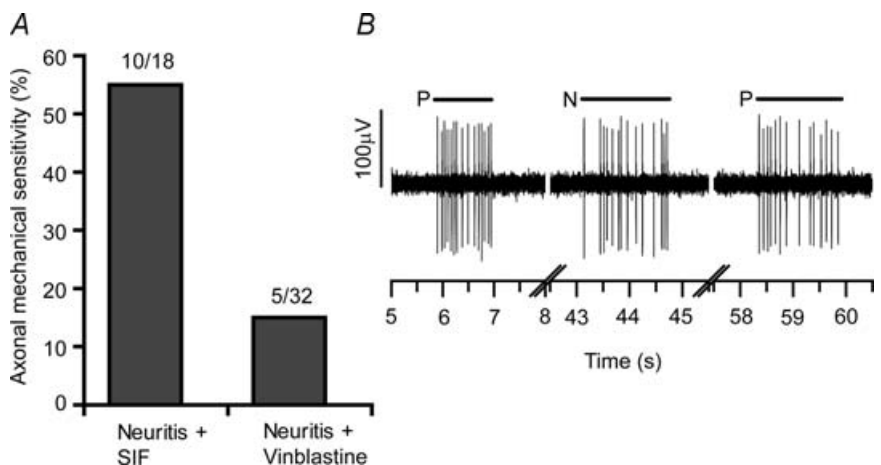 A
Axonal mechanical sensitivity (%)
60
50
40
30
20
10
0
10/18
5/32
Neuritis +
SIF
Neuritis +
Vinblastine
B
100µV
P
N
P
5 6 7 8 43 44 45 58 59 60
Time (s)